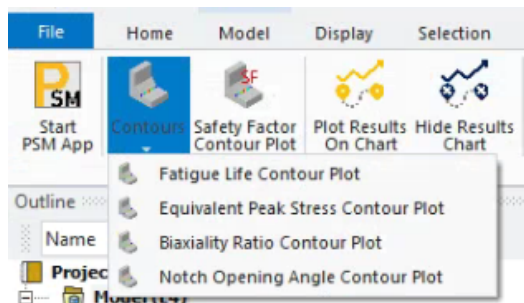 File Home Model Display Selection
PSM SF
Start Contours Safety Factor Plot Results Hide Results
PSM App Contour Plot On Chart Chart
Fatigue Life Contour Plot
Outline
Equivalent Peak Stress Contour Plot
Name
Biaxiality Ratio Contour Plot
Projec
Notch Opening Angle Contour Plot